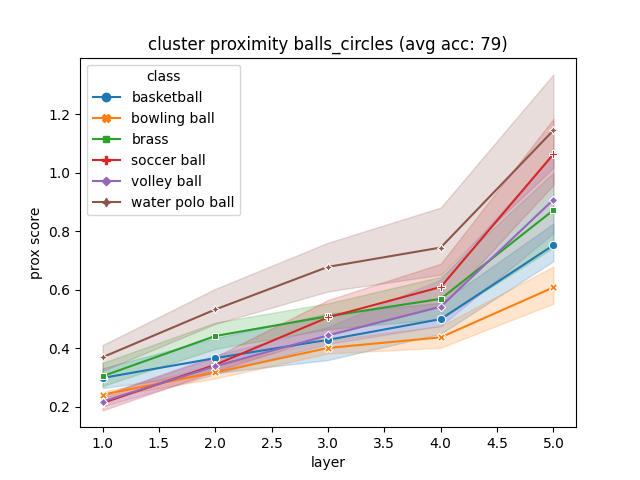 cluster proximity balls_circles (avg acc: 79)
class
basketball
bowling ball
brass
soccer ball
volley ball
water polo ball
prox score
1.2
1.0
0.8
0.6
0.4
0.2
1.0 1.5 2.0 2.5 3.0 3.5 4.0 4.5 5.0
layer